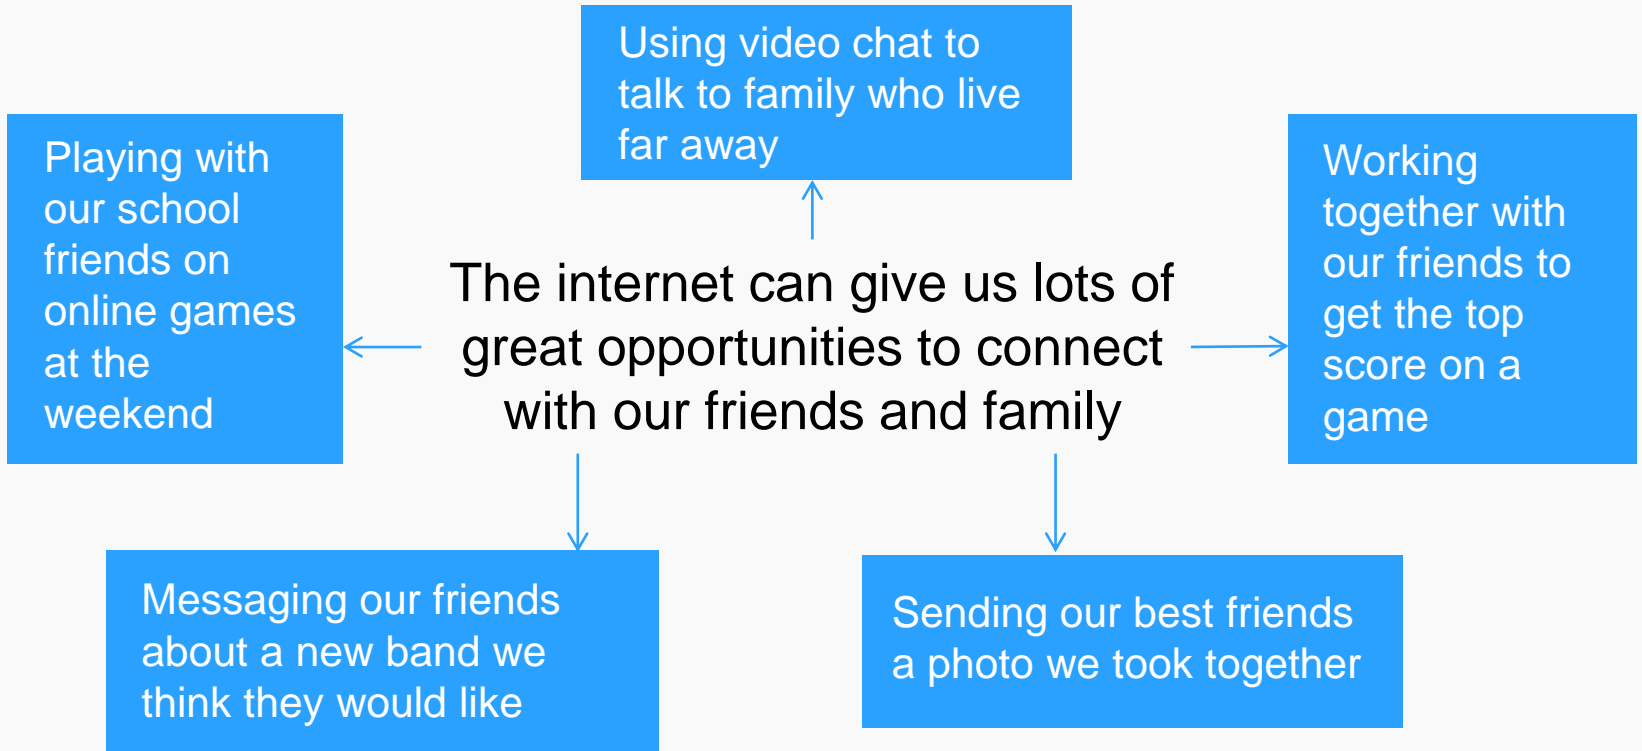 Using video chat to
talk to family who live
far away
Playing with
our school
friends on
online games
at the
weekend
The internet can give us lots of
great opportunities to connect
with our friends and family
Working
together with
our friends to
get the top
score on a
game
Messaging our friends
about a new band we
think they would like
Sending our best friends
a photo we took together